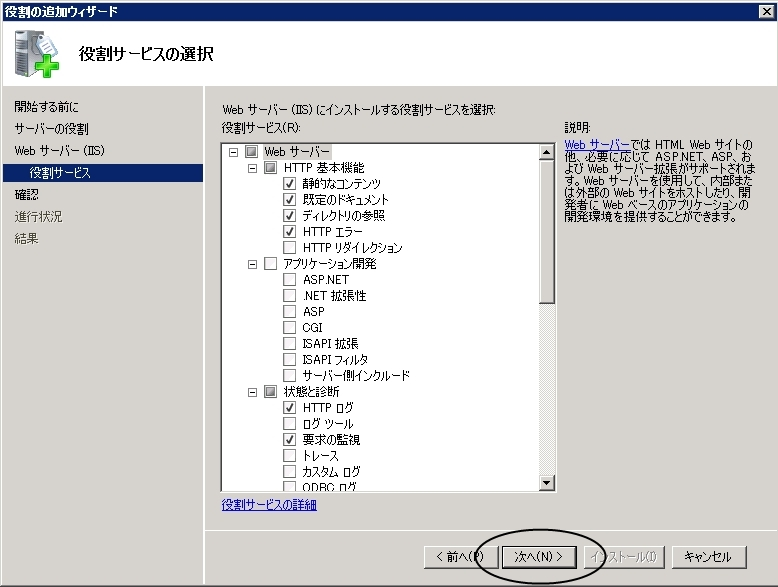 役割の追加ウィザード
役割サービスの選択
開始する前に
サーバーの役割
Web サーバー (IIS)
役割サービス
確認
進行状況
結果
Web サーバー (IIS) にインストールする役割サービスを選択:
役割サービス(R):
Web サーバー
HTTP 基本機能
静的なコンテンツ
既定のドキュメント
ディレクトリの参照
HTTP エラー
HTTP リダイレクション
アプリケーション開発
ASP.NET
.NET 拡張性
ASP
CGI
ISAPI 拡張
ISAPI フィルタ
サーバー側インクルード
状態と診断
HTTP ログ
ログ ツール
要求の監視
トレース
カスタム ログ
ODBC ログ
役割サービスの詳細
説明:
Web サーバーでは HTML Web サイトの
他、必要に応じて ASP.NET、ASP、お
よび Web サーバー拡張がサポートされま
す。Web サーバーを使用して、内部また
は外部の Web サイトをホストしたり、開
発者に Web ベースのアプリケーションの
開発環境を提供することができます。
< 前へ(P)
次へ(N) >
インストール(I)
キャンセル